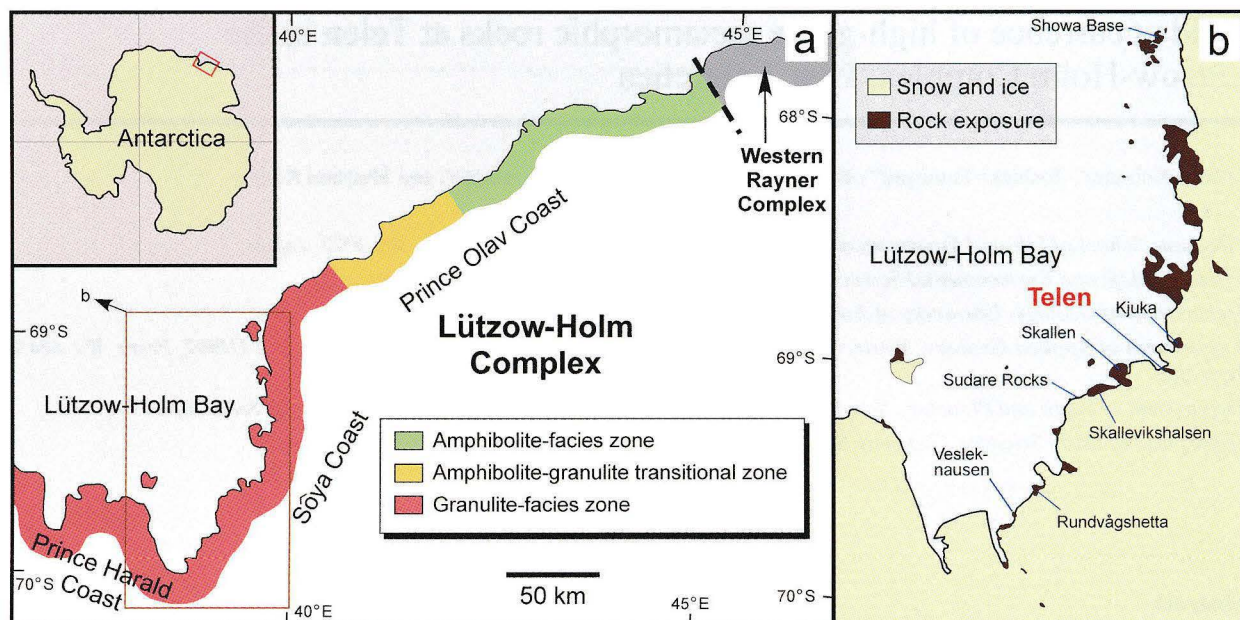 40°E
45°E
a
Antarctica
68°S
Western
Rayner
Complex
Prince Olav Coast
b
69°S
Lützow-Holm
Complex
Lützow-Holm Bay
Sôya Coast
Amphibolite-facies zone
Amphibolite-granulite transitional zone
Granulite-facies zone
Prince Harald
Coast
70°S
50 km
40°E
45°E
Showa Base
b
Snow and ice
Rock exposure
Lützow-Holm Bay
Telen
Kjuka
Skallen
69°S
Sudare Rocks
Skallevikshalsen
Veslek-
nausen
Rundvågshetta
70°S